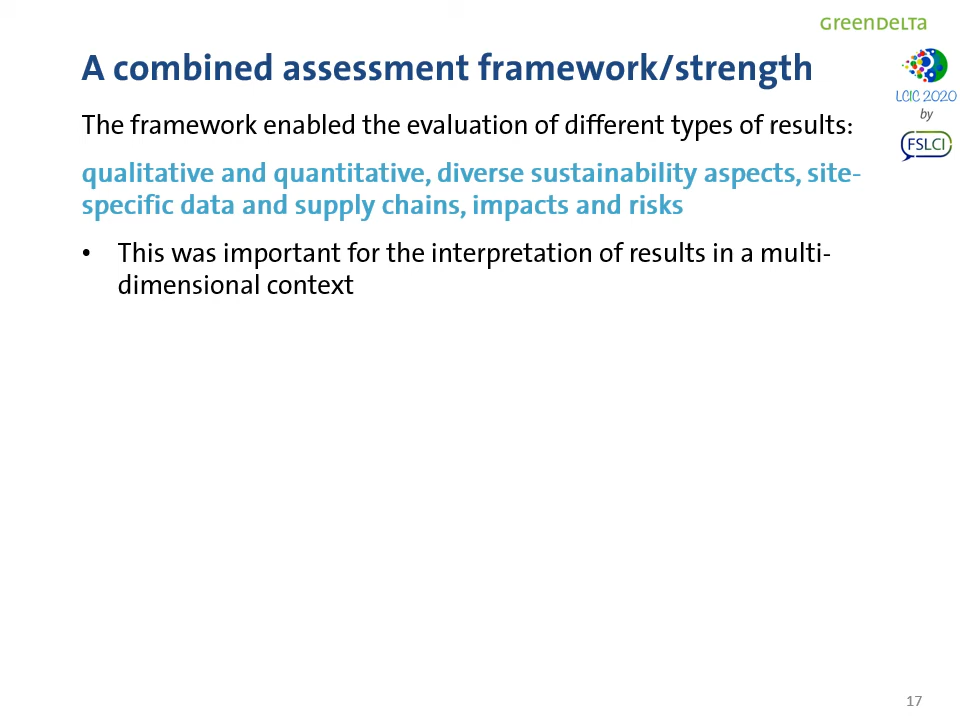 GREENDELTA
A combined assessment framework/strength
LCIC 2020
by
FSLCI
The framework enabled the evaluation of different types of results:
qualitative and quantitative, diverse sustainability aspects, site-
specific data and supply chains, impacts and risks
• This was important for the interpretation of results in a multi-
dimensional context
17